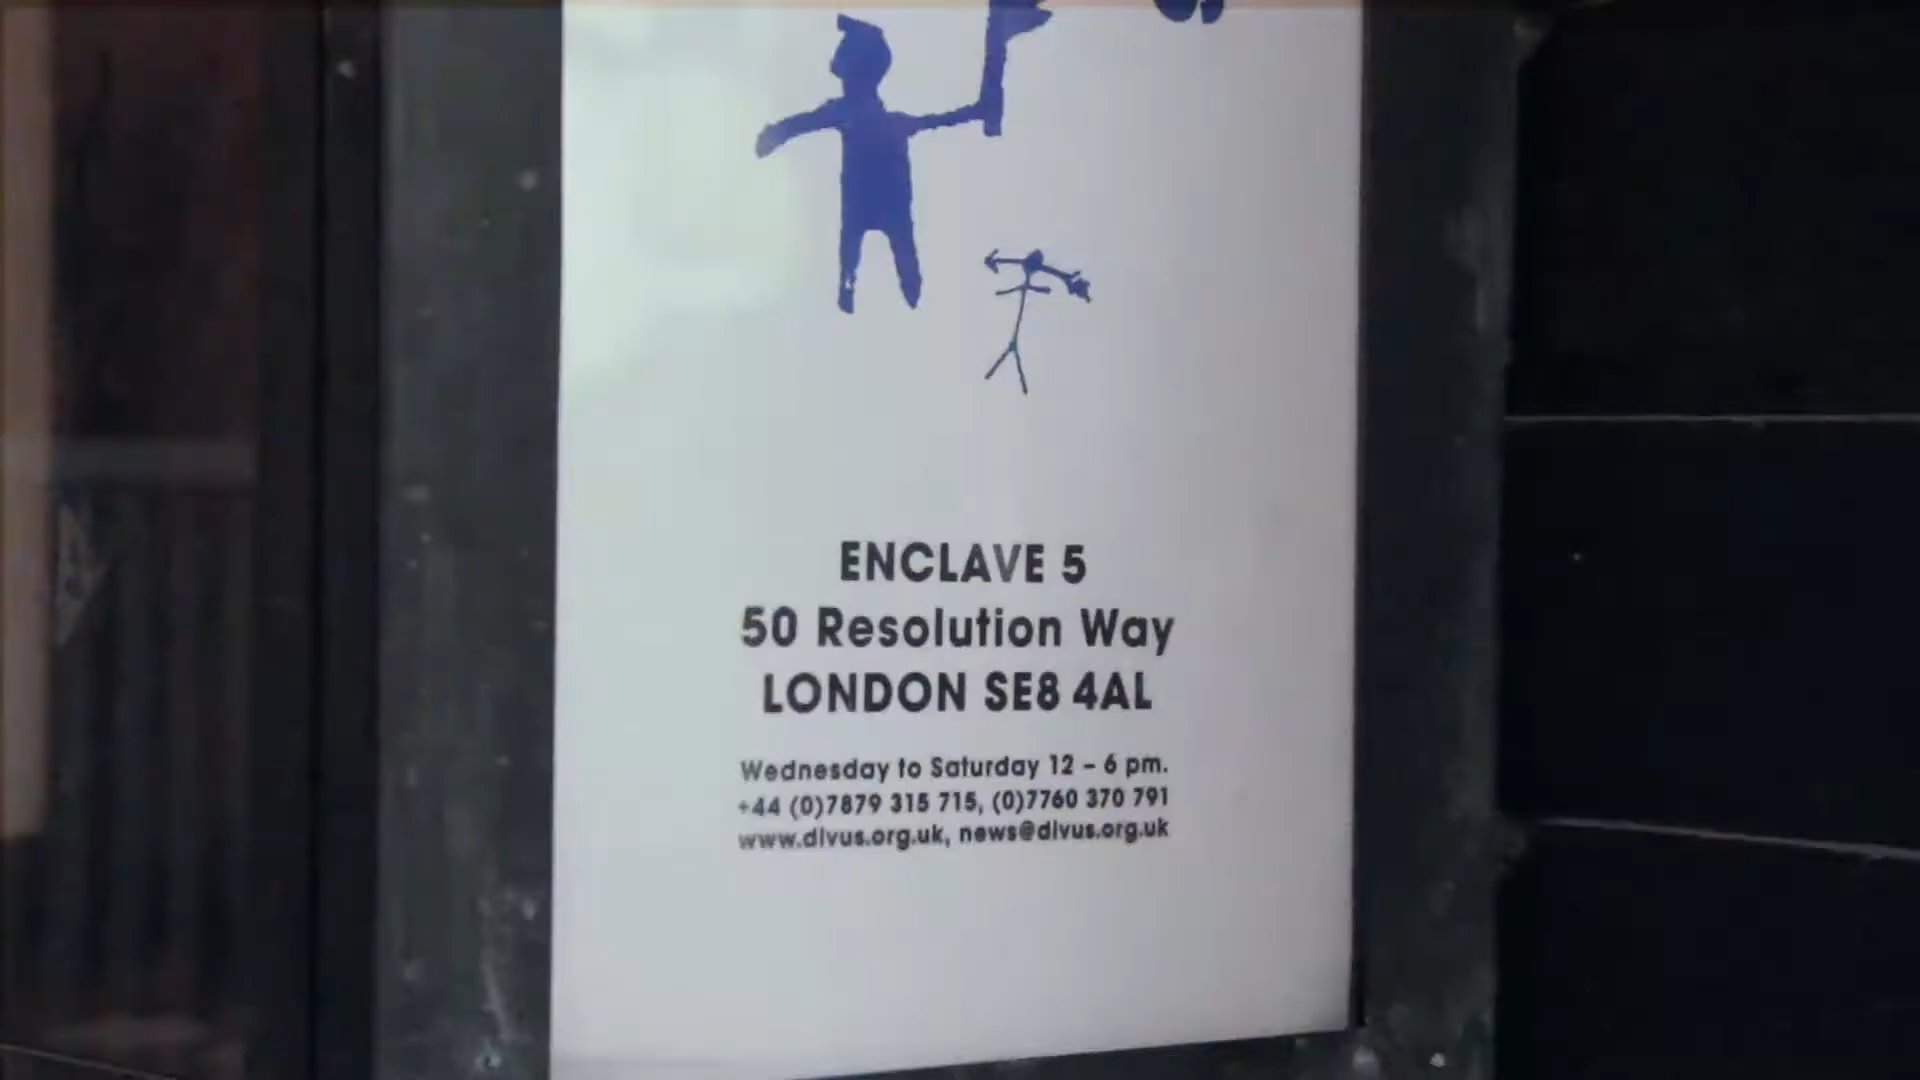 ENCLAVE 5
50 Resolution Way
LONDON SE8 4AL
Wednesday to Saturday 12 – 6 pm.
+44 (0)7879 315 715, (0)7760 370 791
www.divus.org.uk, news@divus.org.uk